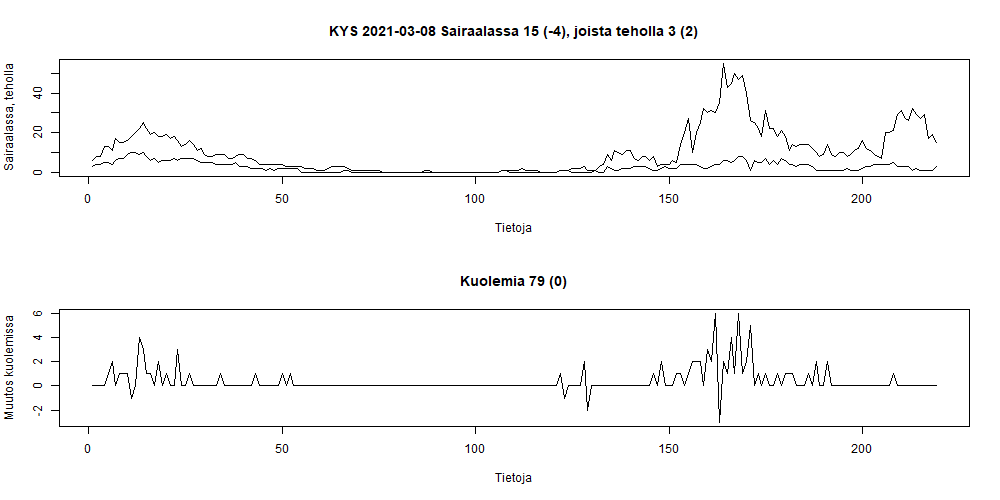 KYS 2021-03-08 Sairaalassa 15 (-4), joista teholla 3 (2)
Sairaalassa, teholla
40
20
0
0 50 100 150 200
Tietoja
Kuolemia 79 (0)
Muutos kuolemissa
6
4
2
0
-2
0 50 100 150 200
Tietoja